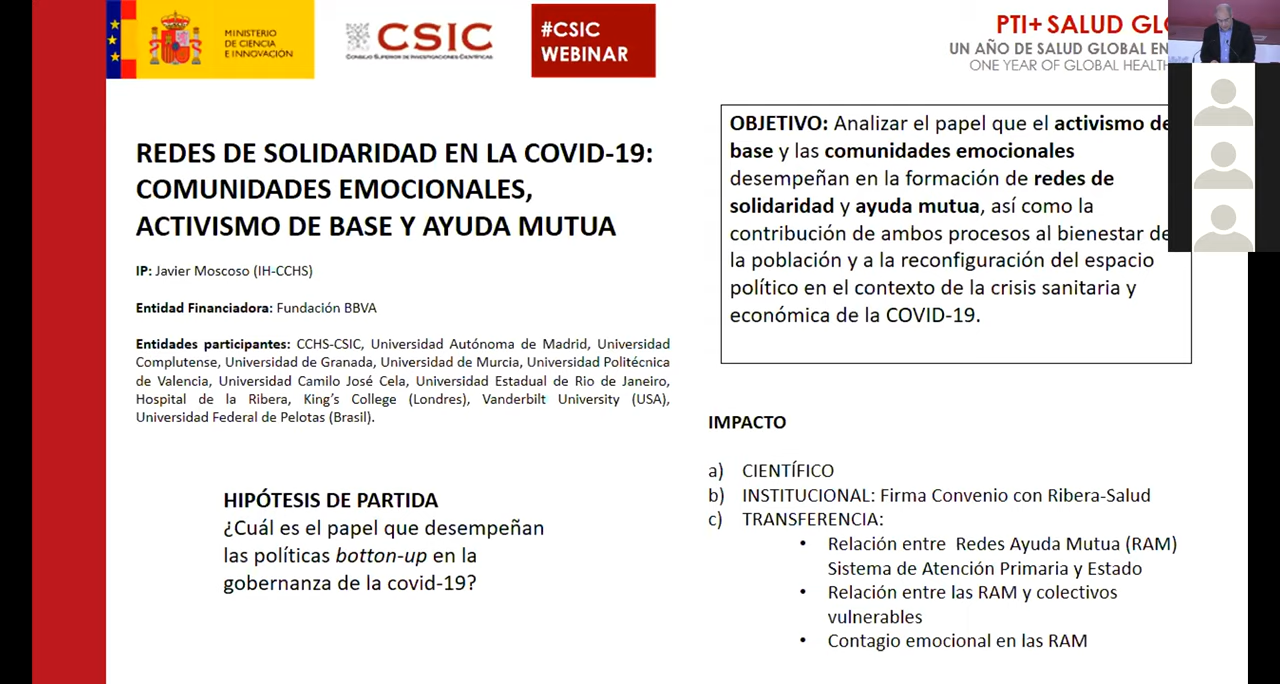 MINISTERIO
DE CIENCIA
E INNOVACIÓN
CSIC
CONSEJO SUPERIOR DE INVESTIGACIONES CIENTÍFICAS
#CSIC
WEBINAR
PTI+ SALUD
UN AÑO DE SALUD GLOBAL EN
ONE YEAR OF GLOBAL HEALTH
REDES DE SOLIDARIDAD EN LA COVID-19:
COMUNIDADES EMOCIONALES,
ACTIVISMO DE BASE Y AYUDA MUTUA
IP: Javier Moscoso (IH-CCHS)
Entidad Financiadora: Fundación BBVA
Entidades participantes: CCHS-CSIC, Universidad Autónoma de Madrid, Universidad
Complutense, Universidad de Granada, Universidad de Murcia, Universidad Politécnica
de Valencia, Universidad Camilo José Cela, Universidad Estadual de Rio de Janeiro,
Hospital de la Ribera, King's College (Londres), Vanderbilt University (USA),
Universidad Federal de Pelotas (Brasil).
HIPÓTESIS DE PARTIDA
¿Cuál es el papel que desempeñan
las políticas botton-up en la
gobernanza de la covid-19?
OBJETIVO: Analizar el papel que el activismo de
base y las comunidades emocionales
desempeñan en la formación de redes de
solidaridad y ayuda mutua, así como la
contribución de ambos procesos al bienestar de
la población y a la reconfiguración del espacio
político en el contexto de la crisis sanitaria y
económica de la COVID-19.
IMPACTO
a) CIENTÍFICO
b) INSTITUCIONAL: Firma Convenio con Ribera-Salud
c) TRANSFERENCIA:
• Relación entre Redes Ayuda Mutua (RAM)
Sistema de Atención Primaria y Estado
• Relación entre las RAM y colectivos
vulnerables
• Contagio emocional en las RAM